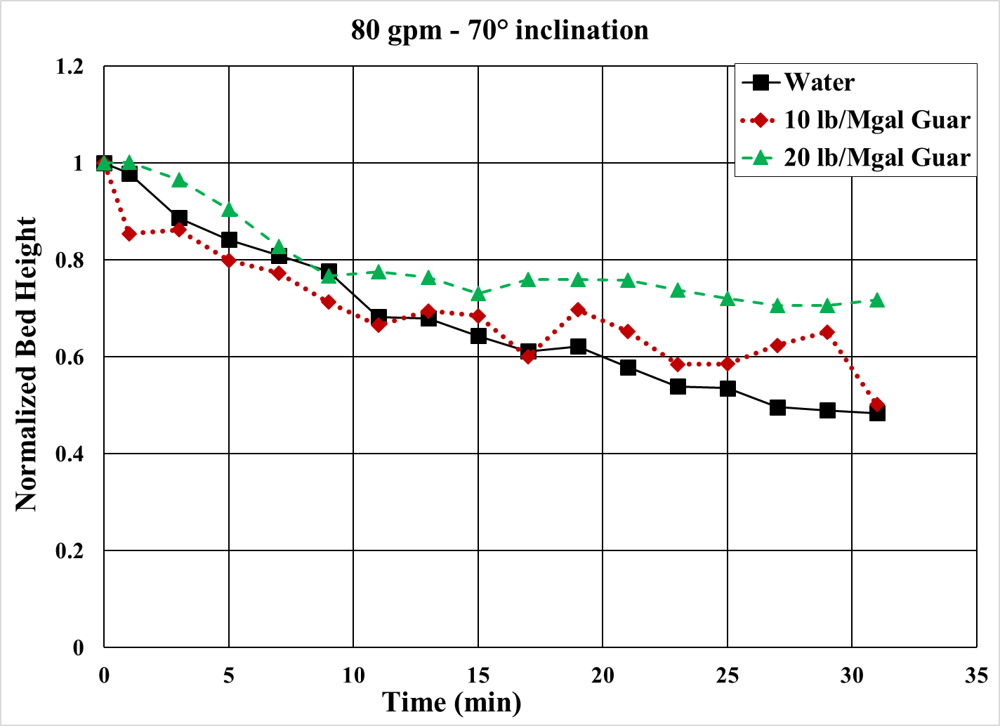 80 gpm - 70° inclination
1.2
1
0.8
0.6
0.4
0.2
0
Normalized Bed Height
Water
10 lb/Mgal Guar
20 lb/Mgal Guar
0 5 10 15 20 25 30 35
Time (min)